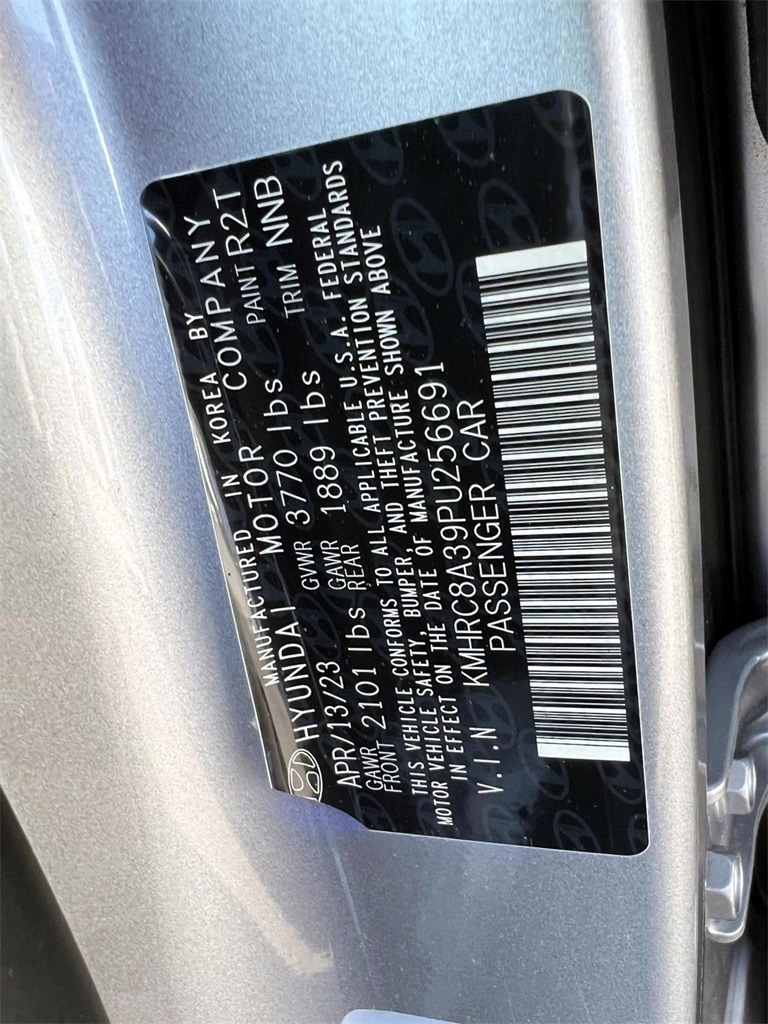 MANUFACTURED IN KOREA BY
HYUNDAI MOTOR COMPANY
APR/13/23 GVWR 3770 lbs PAINT R2T
GAWR FRONT 2101 lbs GAWR REAR 1889 lbs TRIM NNB
THIS VEHICLE CONFORMS TO ALL APPLICABLE U.S.A. FEDERAL
MOTOR VEHICLE SAFETY, BUMPER, AND THEFT PREVENTION STANDARDS
IN EFFECT ON THE DATE OF MANUFACTURE SHOWN ABOVE
V.I.N KMHRC8A39PU256691
PASSENGER CAR